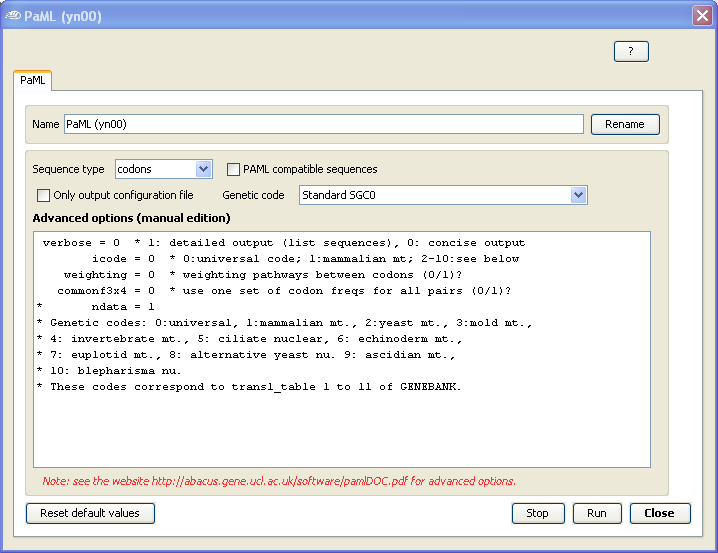 PaML (yn00)
?
PaML
Name PaML (yn00) Rename
Sequence type codons PAML compatible sequences
Only output configuration file Genetic code Standard SGC0
Advanced options (manual edition)
verbose = 0 * 1: detailed output (list sequences), 0: concise output
icode = 0 * 0:universal code; 1:mammalian mt; 2-10:see below
weighting = 0 * weighting pathways between codons (0/1)?
commonf3x4 = 0 * use one set of codon freqs for all pairs (0/1)?
* ndata = 1
* Genetic codes: 0:universal, 1:mammalian mt., 2:yeast mt., 3:mold mt.,
* 4: invertebrate mt., 5: ciliate nuclear, 6: echinoderm mt.,
* 7: euplotid mt., 8: alternative yeast nu. 9: ascidian mt.,
* 10: blepharisma nu.
* These codes correspond to transl_table 1 to 11 of GENEBANK.
Note: see the website http://abacus.gene.ucl.ac.uk/software/pamlDOC.pdf for advanced options.
Reset default values Stop Run Close